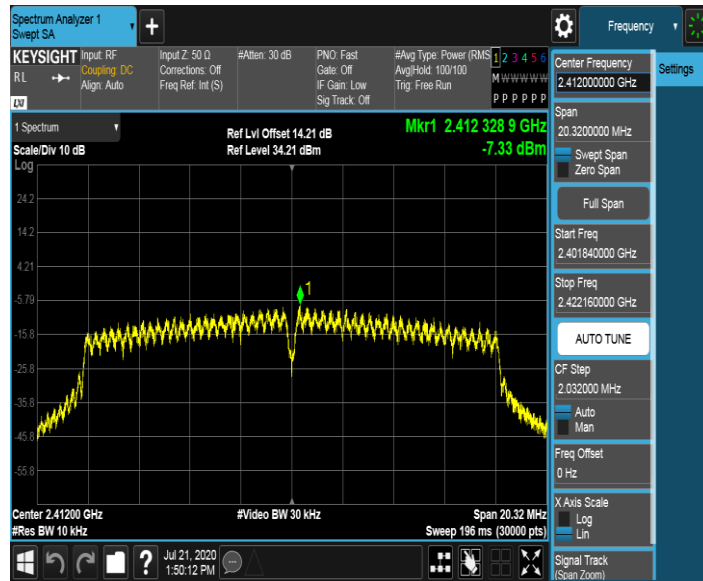 Spectrum Analyzer 1
Swept SA
+
Frequency
KEYSIGHT
RL
LXI
Input: RF
Coupling: DC
Align: Auto
Input Z: 50 Ω
Corrections: Off
Freq Ref: Int (S)
#Atten: 30 dB
PNO: Fast
Gate: Off
IF Gain: Low
Sig Track: Off
#Avg Type: Power (RMS
Avg|Hold: 100/100
Trig: Free Run
1 2 3 4 5 6
M W W W W W
P P P P P P
1 Spectrum
Scale/Div 10 dB
Log
Ref Lvl Offset 14.21 dB
Ref Level 34.21 dBm
Mkr1 2.412 328 9 GHz
-7.33 dBm
24.2
14.2
4.21
-5.79
-15.8
-25.8
-35.8
-45.8
-55.8
1
Center 2.41200 GHz
#Res BW 10 kHz
#Video BW 30 kHz
Span 20.32 MHz
Sweep 196 ms (30000 pts)
?
Jul 21, 2020
1:50:12 PM
Center Frequency
2.412000000 GHz
Settings
Span
20.3200000 MHz
Swept Span
Zero Span
Full Span
Start Freq
2.401840000 GHz
Stop Freq
2.422160000 GHz
AUTO TUNE
CF Step
2.032000 MHz
Auto
Man
Freq Offset
0 Hz
X Axis Scale
Log
Lin
Signal Track
(Span Zoom)